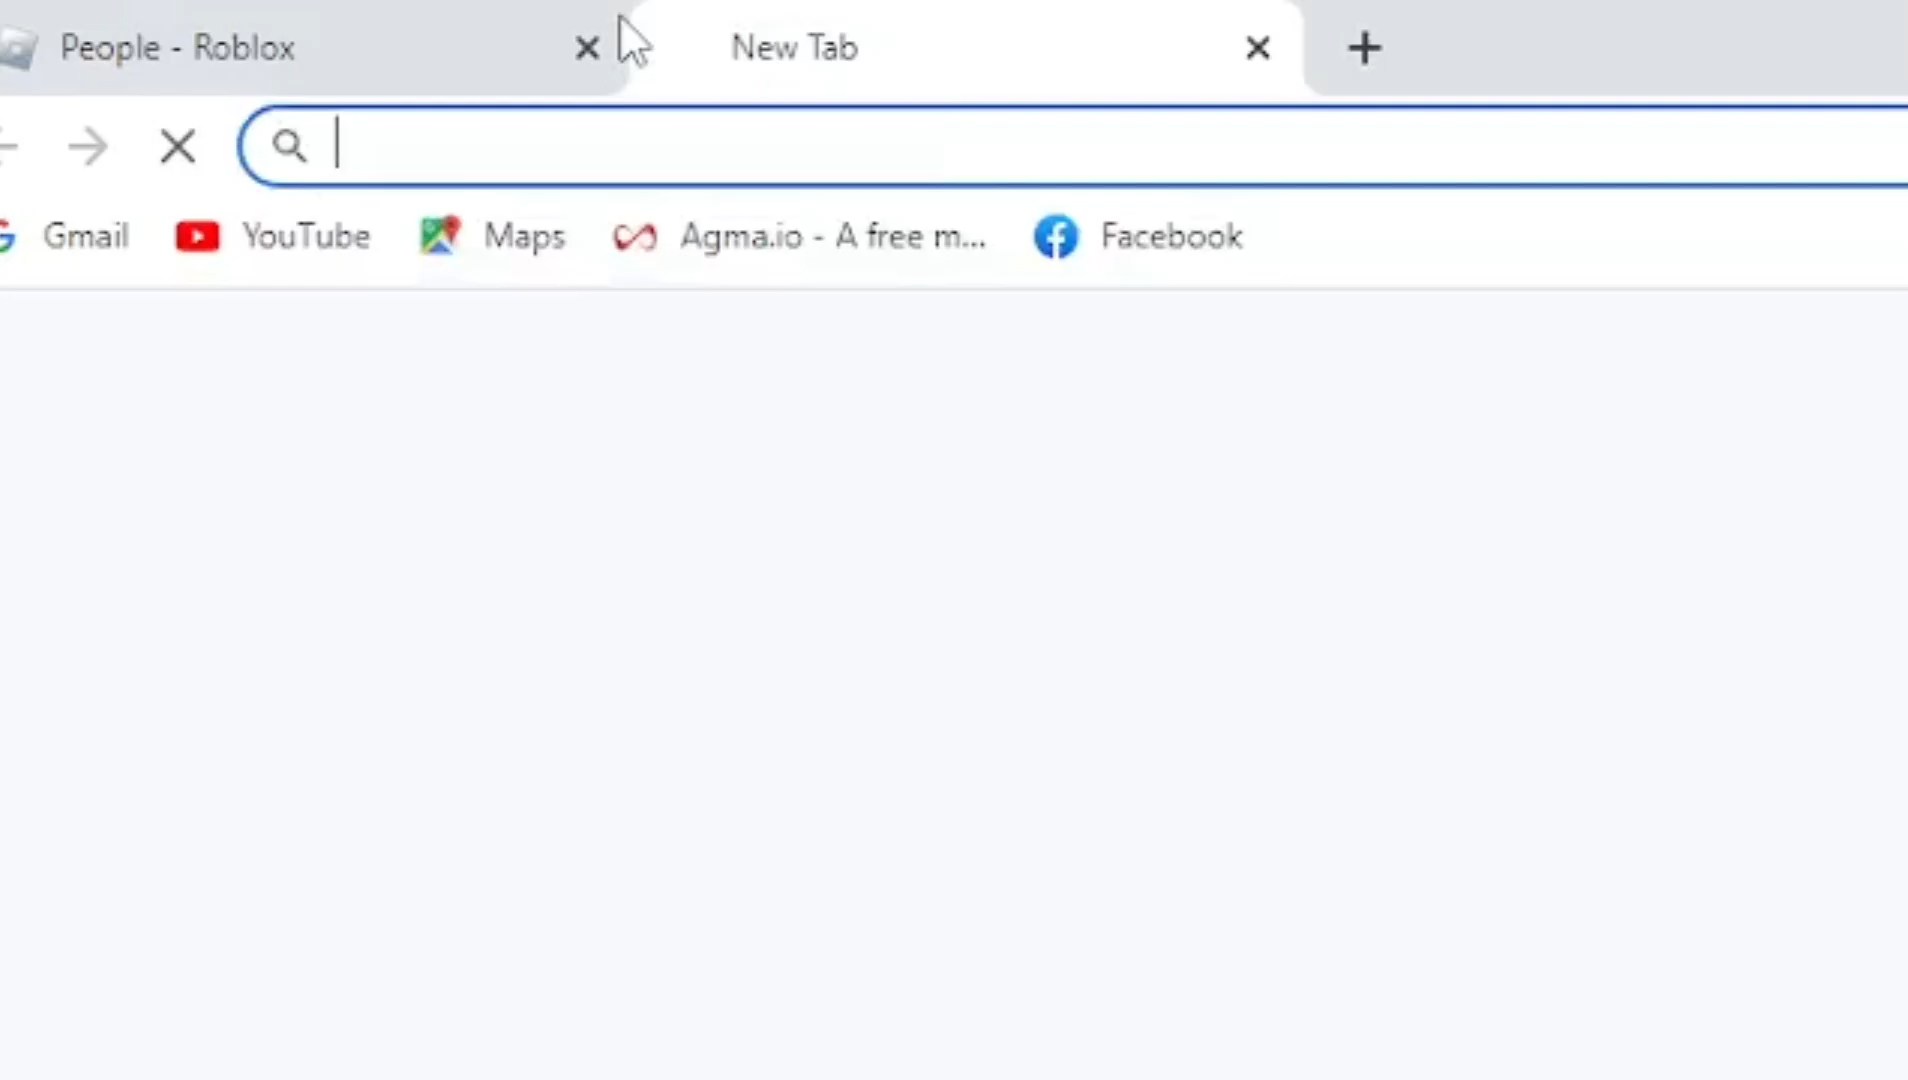 People - Roblox
New Tab
Gmail
YouTube
Maps
Agma.io - A free m...
Facebook